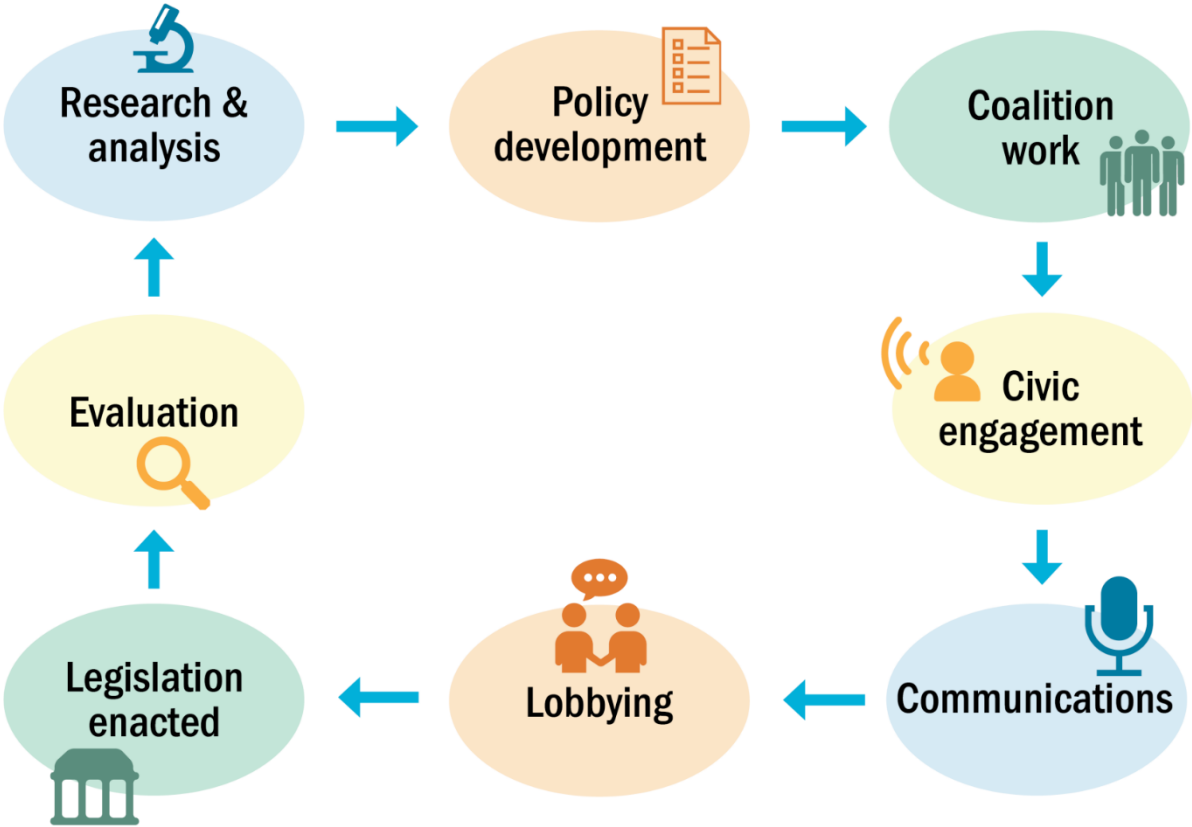 Research &
analysis
Policy
development
Coalition
work
Civic
engagement
Communications
Lobbying
Legislation
enacted
Evaluation